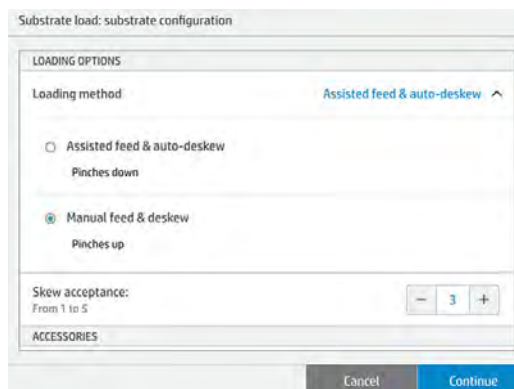 Substrate load: substrate configuration
LOADING OPTIONS
Loading method Assisted feed & auto-deskew
Assisted feed & auto-deskew
Pinches down
Manual feed & deskew
Pinches up
Skew acceptance: − 3 +
From 1 to 5
ACCESSORIES
Cancel Continue